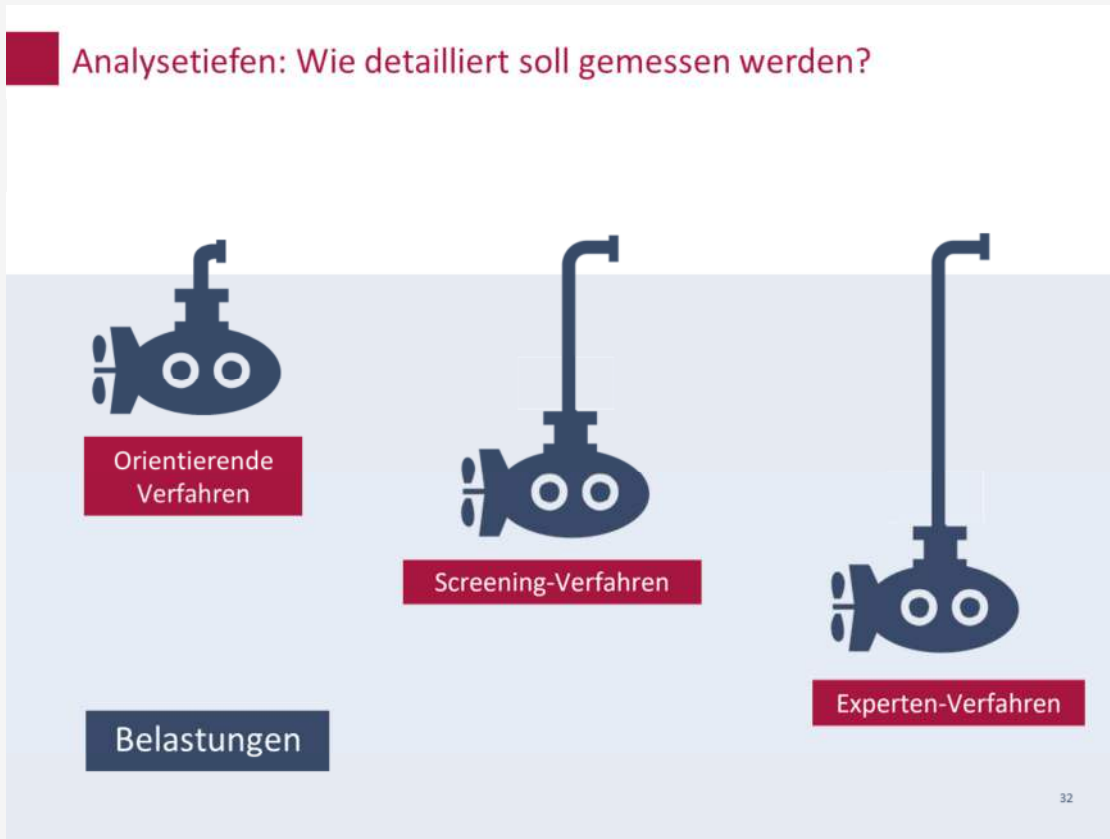 Analysetiefen: Wie detailliert soll gemessen werden?
Orientierende
Verfahren
Screening-Verfahren
Experten-Verfahren
Belastungen
32